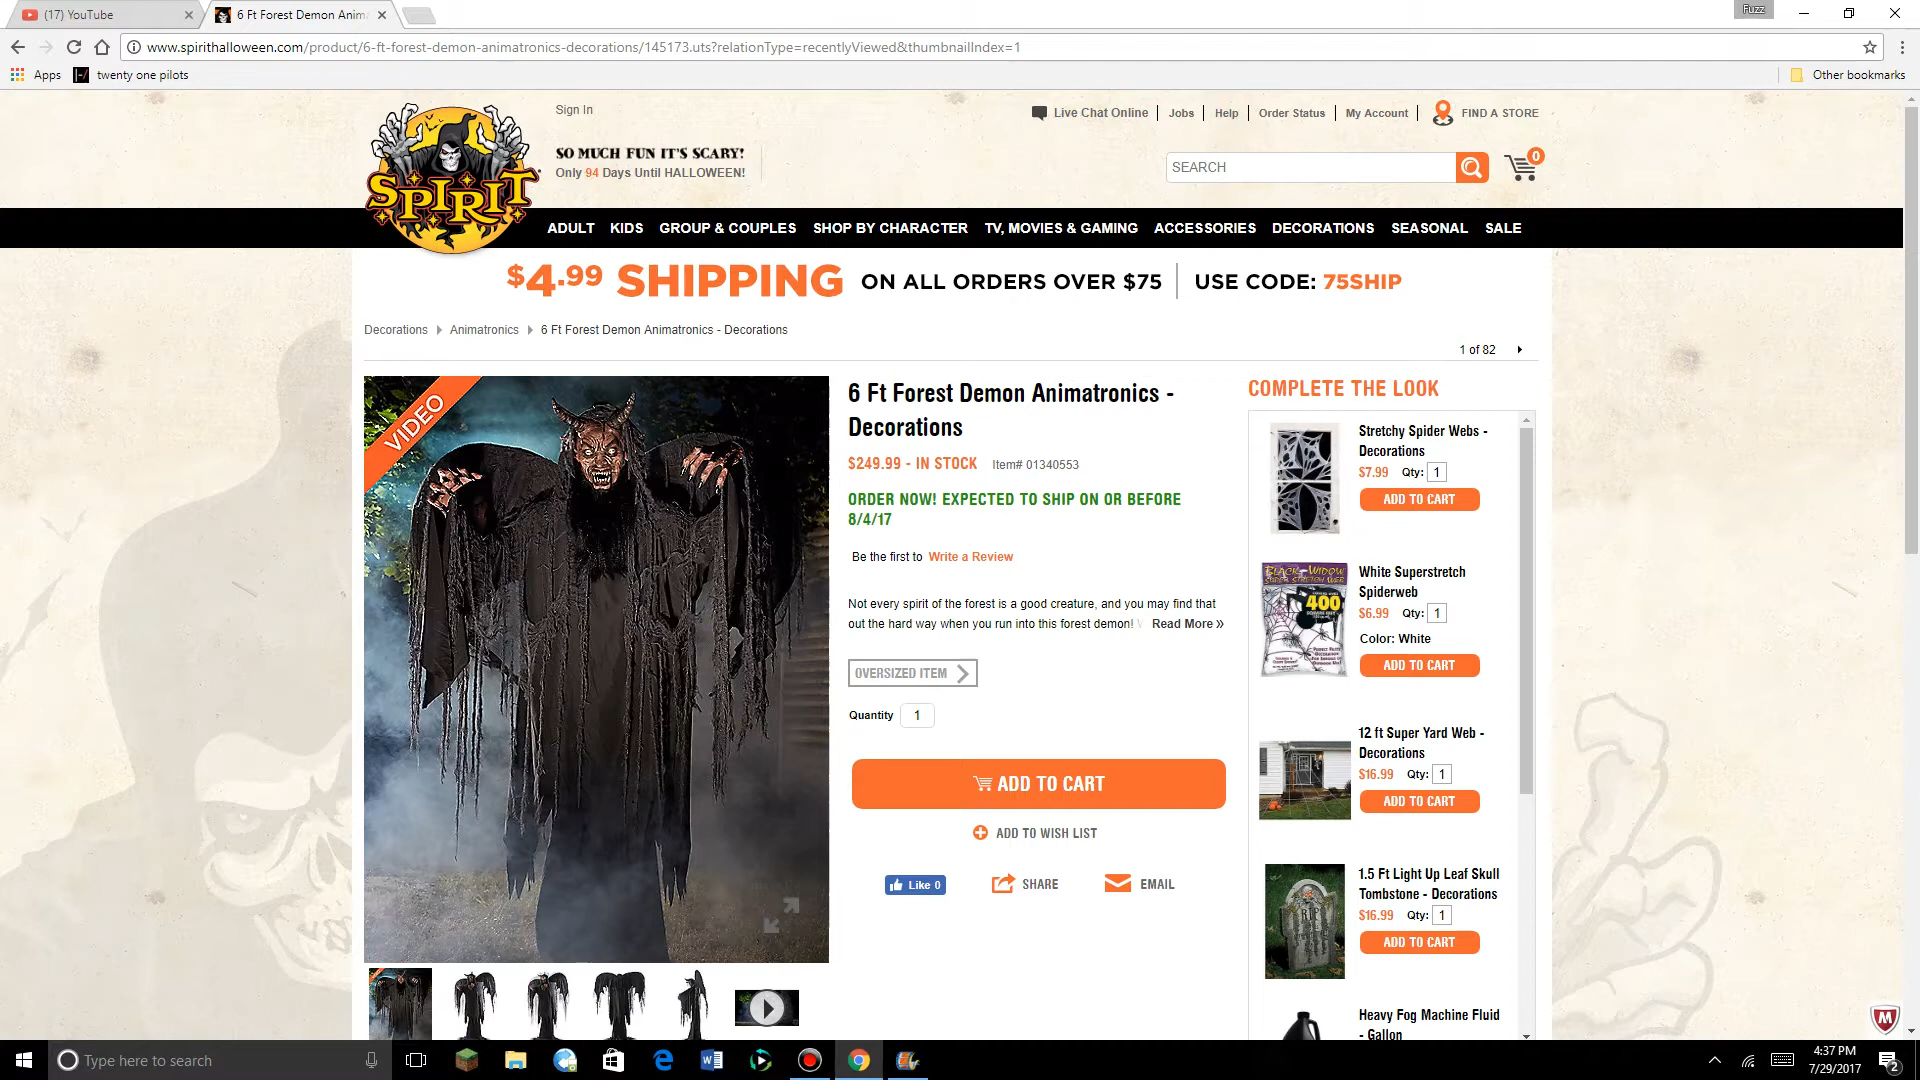 (17) YouTube
6 Ft Forest Demon Anim
Fuzz
www.spirithalloween.com/product/6-ft-forest-demon-animatronics-decorations/145173.uts?relationType=recentlyViewed&thumbnailIndex=1
Apps
twenty one pilots
Other bookmarks
SPIRIT
Sign In
Live Chat Online
Jobs
Help
Order Status
My Account
FIND A STORE
SO MUCH FUN IT'S SCARY!
Only 94 Days Until HALLOWEEN!
SEARCH
0
ADULT KIDS GROUP & COUPLES SHOP BY CHARACTER TV, MOVIES & GAMING ACCESSORIES DECORATIONS SEASONAL SALE
$4.99 SHIPPING ON ALL ORDERS OVER $75 USE CODE: 75SHIP
Decorations Animatronics 6 Ft Forest Demon Animatronics - Decorations
1 of 82
VIDEO
6 Ft Forest Demon Animatronics -
Decorations
$249.99 - IN STOCK Item# 01340553
ORDER NOW! EXPECTED TO SHIP ON OR BEFORE
8/4/17
Be the first to Write a Review
Not every spirit of the forest is a good creature, and you may find that
out the hard way when you run into this forest demon! Read More »
OVERSIZED ITEM
Quantity 1
ADD TO CART
ADD TO WISH LIST
Like 0
SHARE
EMAIL
COMPLETE THE LOOK
Stretchy Spider Webs -
Decorations
$7.99 Qty: 1
ADD TO CART
BLACK-WIDOW
400
White Superstretch
Spiderweb
$6.99 Qty: 1
Color: White
ADD TO CART
12 ft Super Yard Web -
Decorations
$16.99 Qty: 1
ADD TO CART
RIP
1.5 Ft Light Up Leaf Skull
Tombstone - Decorations
$16.99 Qty: 1
ADD TO CART
Heavy Fog Machine Fluid
- Gallon
Type here to search
4:37 PM
7/29/2017
2